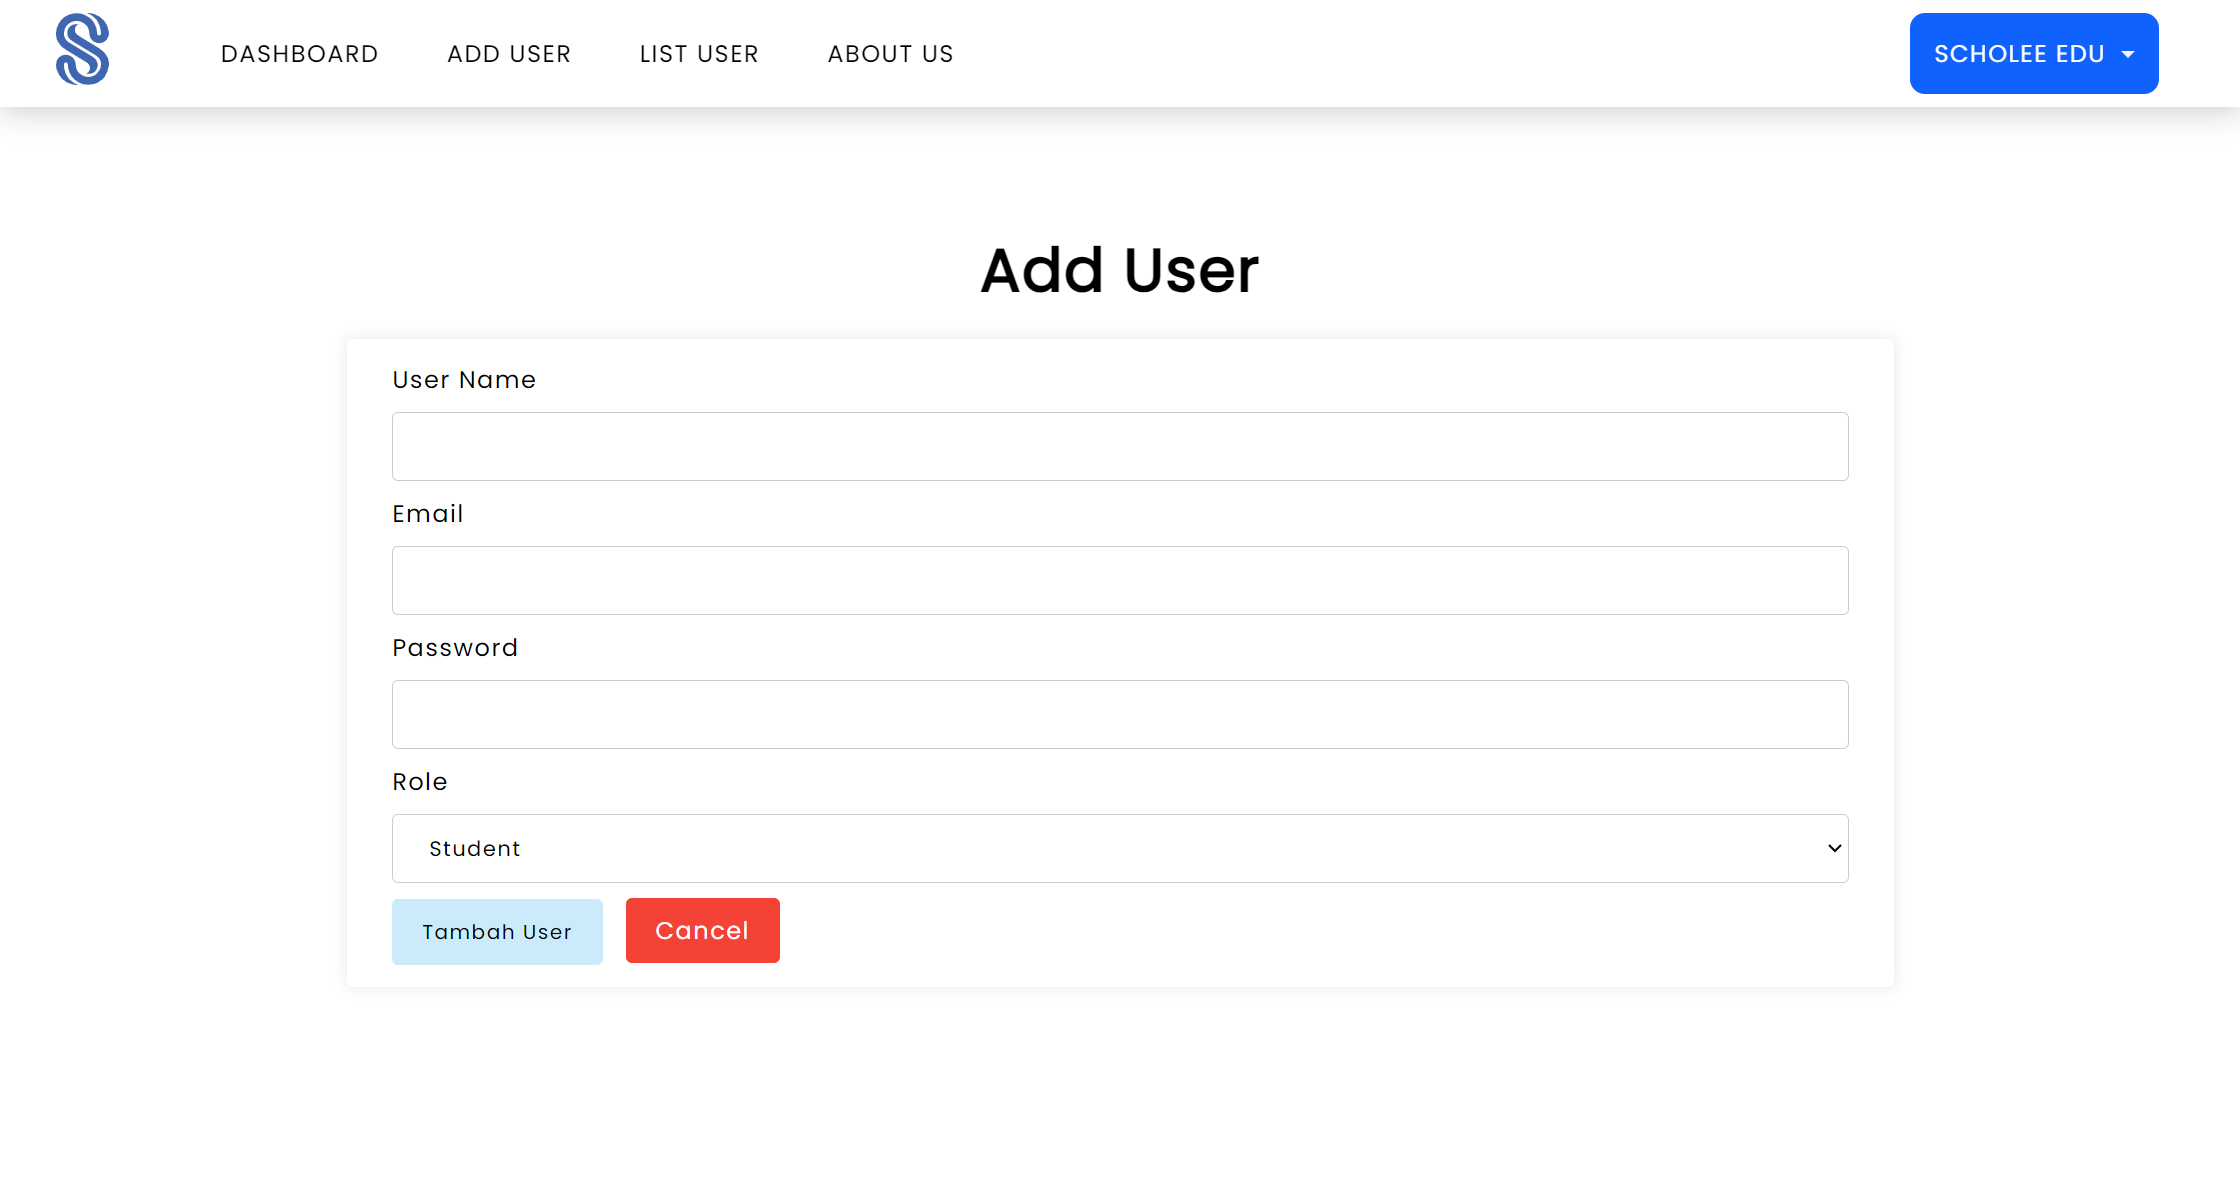 DASHBOARD ADD USER LIST USER ABOUT US SCHOLEE EDU
Add User
User Name
Email
Password
Role
Student
Tambah User Cancel